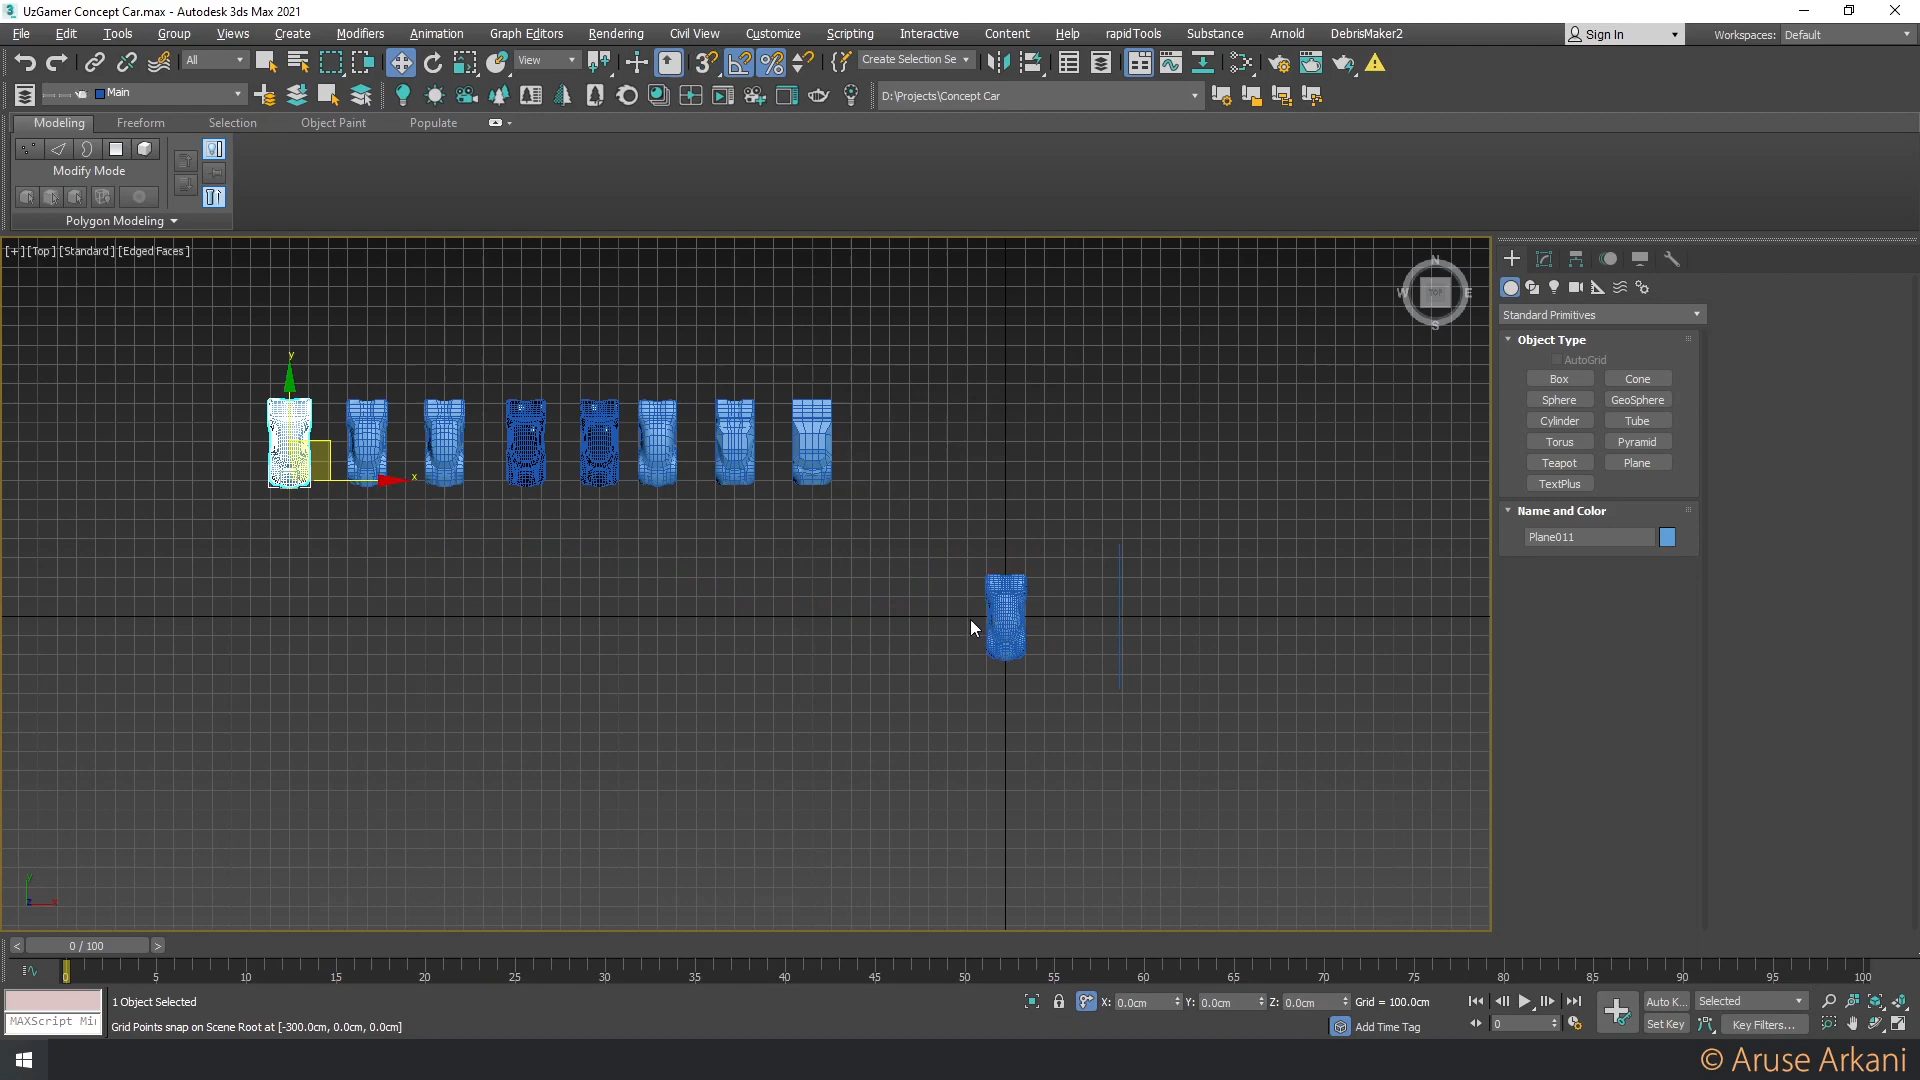 UzGamer Concept Car.max - Autodesk 3ds Max 2021
File Edit Tools Group Views Create Modifiers Animation Graph Editors Rendering Civil View Customize Scripting Interactive Content Help rapidTools Substance Arnold DebrisMaker2 Sign In Workspaces: Default
All View Create Selection Se
Main D:\Projects\Concept Car
Modeling Freeform Selection Object Paint Populate
Modify Mode
Polygon Modeling
[+] [Top] [Standard] [Edged Faces]
N
W TOP E
S
Standard Primitives
Object Type
AutoGrid
Box Cone
Sphere GeoSphere
Cylinder Tube
Torus Pyramid
Teapot Plane
TextPlus
Name and Color
Plane011
y
x
y
z x
< 0 / 100 >
0 5 10 15 20 25 30 35 40 45 50 55 60 65 70 75 80 85 90 95 100
1 Object Selected X: 0.0cm Y: 0.0cm Z: 0.0cm Grid = 100.0cm Auto K... Selected
MAXScript Mi
Grid Points snap on Scene Root at [-300.0cm, 0.0cm, 0.0cm] Add Time Tag 0 Set Key Key Filters...
© Aruse Arkani